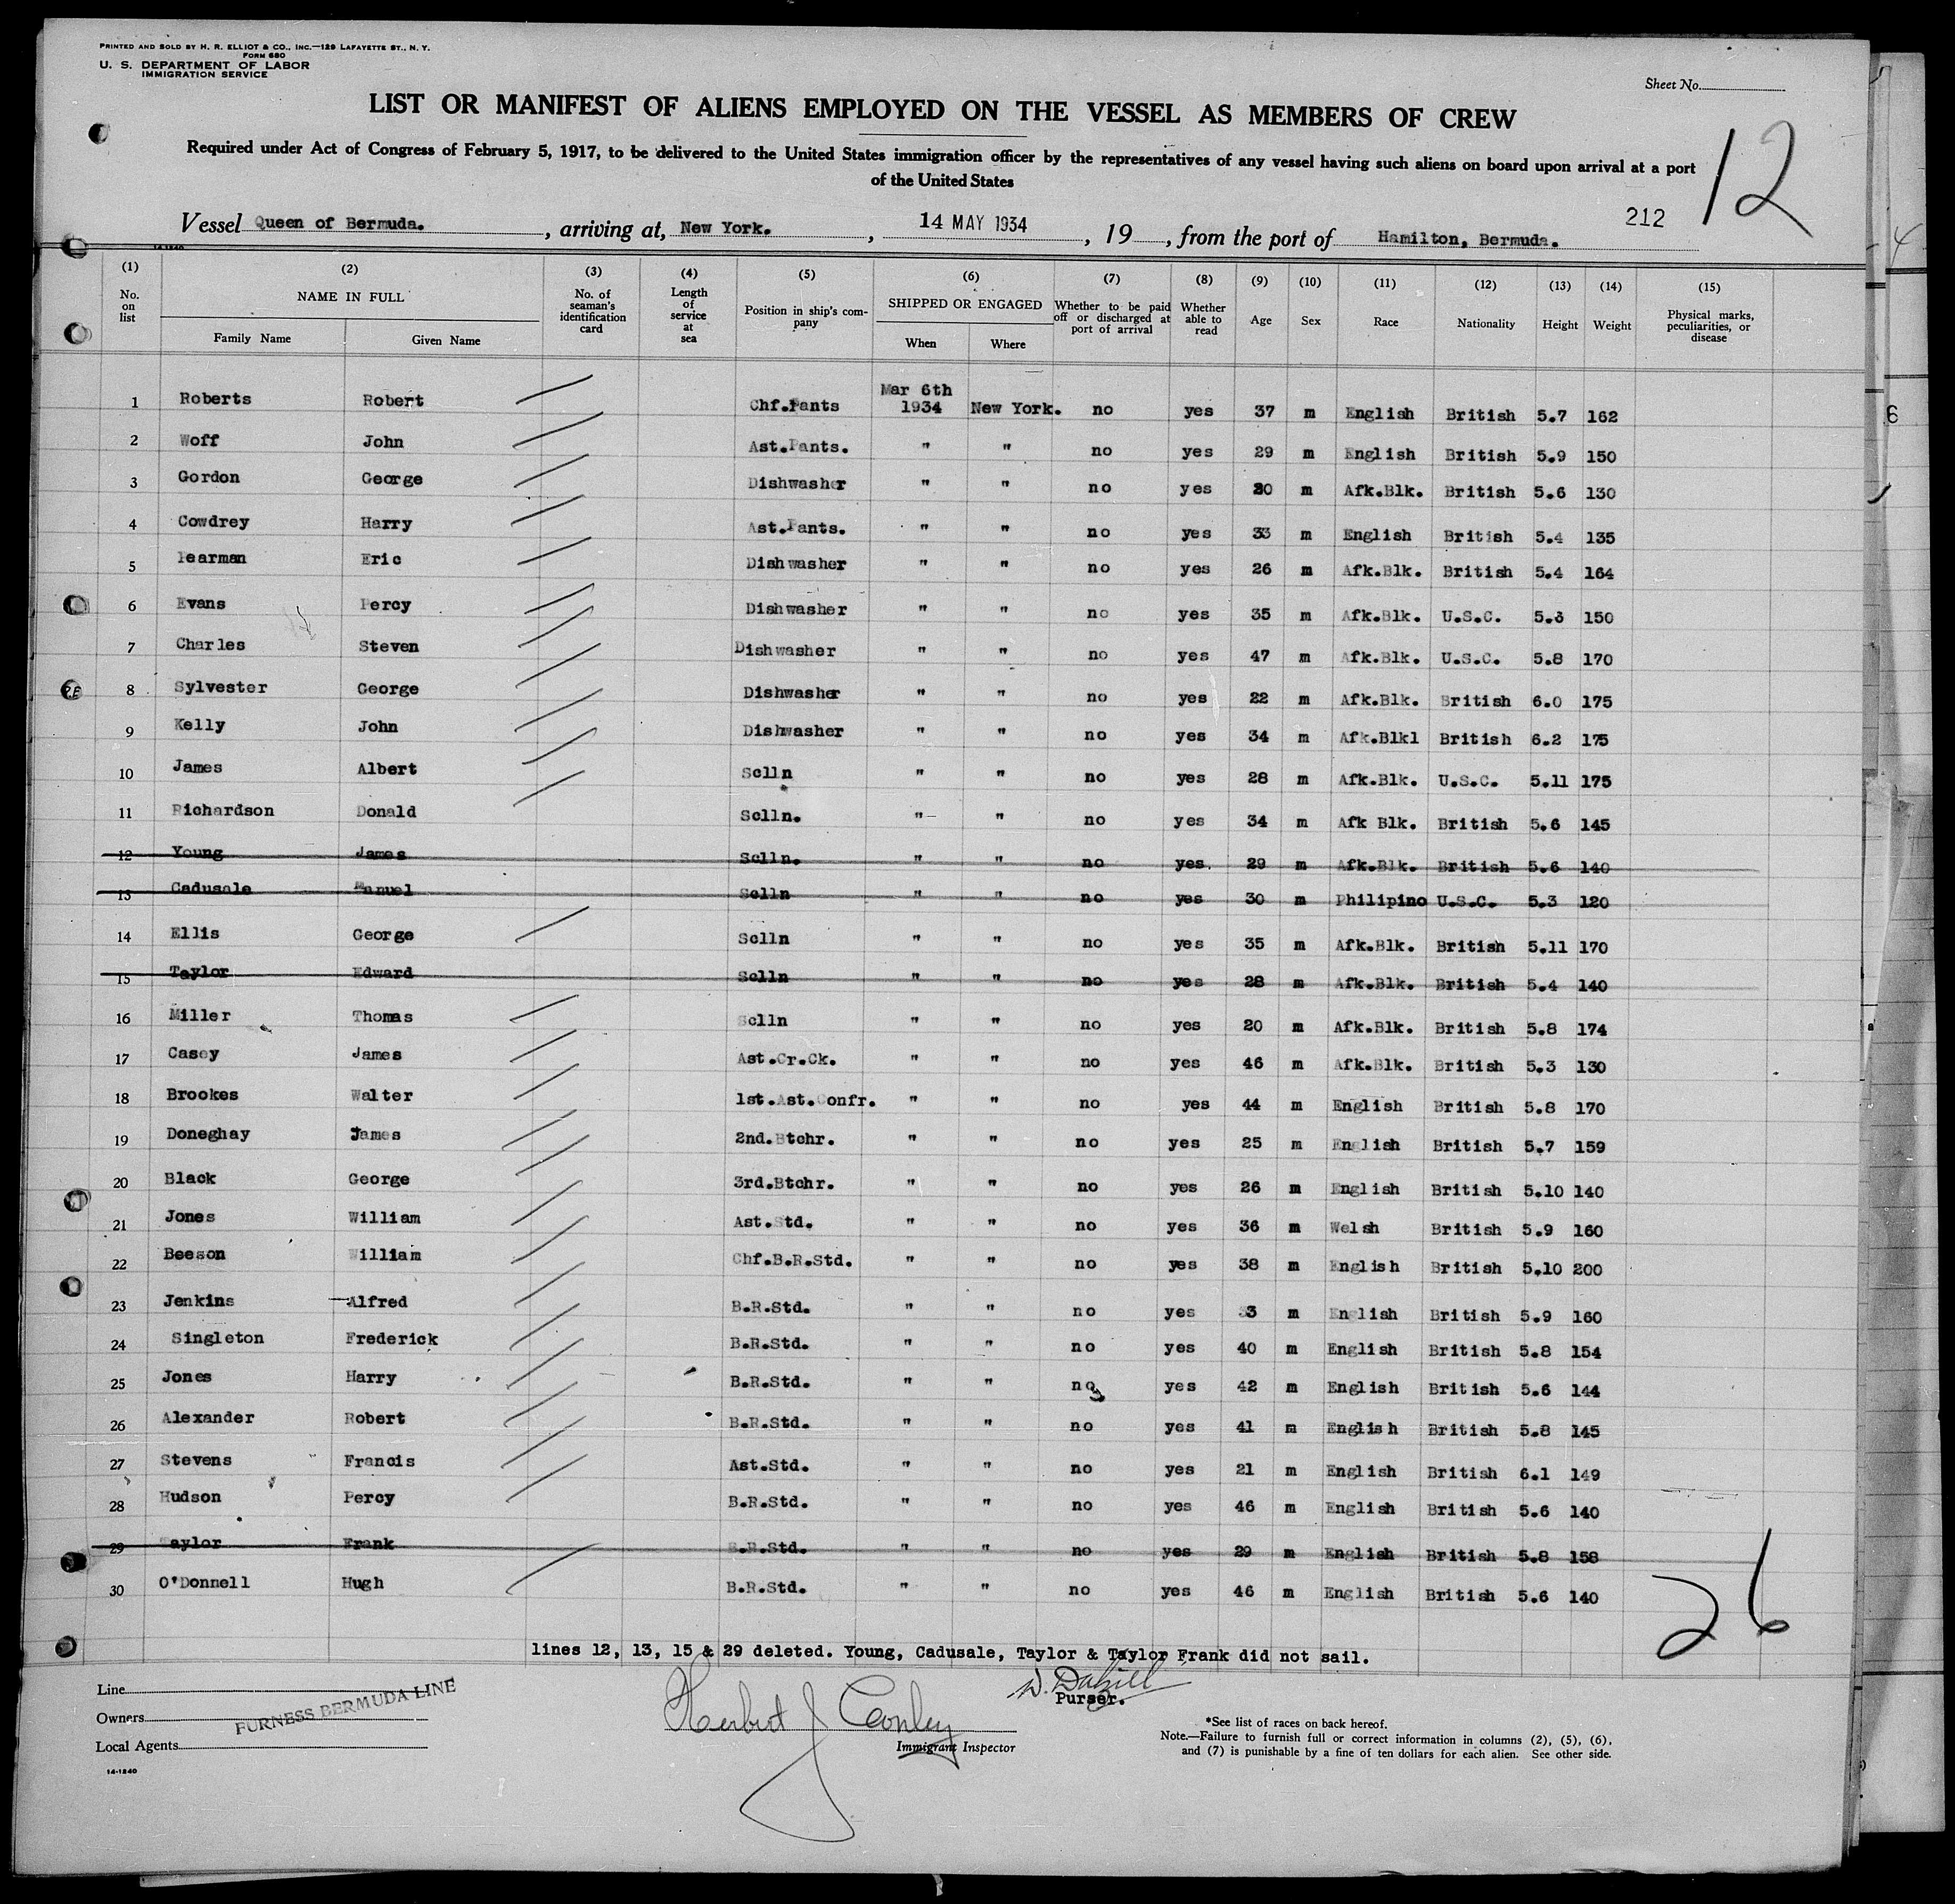 PRINTED AND SOLD BY H. R. ELLIOT & CO., INC.—129 LAFAYETTE ST., N. Y.
FORM 680
U. S. DEPARTMENT OF LABOR
IMMIGRATION SERVICE
Sheet No.
LIST OR MANIFEST OF ALIENS EMPLOYED ON THE VESSEL AS MEMBERS OF CREW
12
Required under Act of Congress of February 5, 1917, to be delivered to the United States immigration officer by the representatives of any vessel having such aliens on board upon arrival at a port
of the United States
212
Vessel Queen of Bermuda. , arriving at, New York. , 14 MAY 1934 , 19 , from the port of Hamilton, Bermuda.
14-1240
(1) (2) (3) (4) (5) (6) (7) (8) (9) (10) (11) (12) (13) (14) (15)
No. on list NAME IN FULL No. of seaman's identification card Length of service at sea Position in ship's company SHIPPED OR ENGAGED Whether to be paid off or discharged at port of arrival Whether able to read Age Sex Race Nationality Height Weight Physical marks, peculiarities, or disease
Family Name Given Name When Where
1 Roberts Robert Chf.Pants Mar 6th 1934 New York. no yes 37 m English British 5.7 162
2 Woff John Ast.Pants. " " no yes 29 m English British 5.9 150
3 Gordon George Dishwasher " " no yes 30 m Afk.Blk. British 5.6 130
4 Cowdrey Harry Ast.Pants. " " no yes 33 m English British 5.4 135
5 Pearman Eric Dishwasher " " no yes 26 m Afk.Blk. British 5.4 164
6 Evans Percy Dishwasher " " no yes 35 m Afk.Blk. U.S.C. 5.8 150
7 Charles Steven Dishwasher " " no yes 47 m Afk.Blk. U.S.C. 5.8 170
8 Sylvester George Dishwasher " " no yes 22 m Afk.Blk. British 6.0 175
9 Kelly John Dishwasher " " no yes 34 m Afk.Blkl British 6.2 175
10 James Albert Sclln " " no yes 28 m Afk.Blk. U.S.C. 5.11 175
11 Richardson Donald Sclln. " " no yes 34 m Afk Blk. British 5.6 145
12 Young James Sclln. " " no yes. 29 m Afk.Blk. British 5.6 140
13 Cadusale Manuel Sclln " " no yes 30 m Philipino U.S.C. 5.3 120
14 Ellis George Sclln " " no yes 35 m Afk.Blk. British 5.11 170
15 Taylor Edward Sclln " " no yes 28 m Afk.Blk. British 5.4 140
16 Miller Thomas Sclln " " no yes 20 m Afk.Blk. British 5.8 174
17 Casey James Ast.Cr.Ck. " " no yes 46 m Afk.Blk. British 5.3 130
18 Brookes Walter 1st.Ast.Confr. " " no yes 44 m English British 5.8 170
19 Doneghay James 2nd.Btchr. " " no yes 25 m English British 5.7 159
20 Black George 3rd.Btchr. " " no yes 26 m English British 5.10 140
21 Jones William Ast.Std. " " no yes 36 m Welsh British 5.9 160
22 Beeson William Chf.B.R.Std. " " no yes 38 m English British 5.10 200
23 Jenkins Alfred B.R.Std. " " no yes 33 m English British 5.9 160
24 Singleton Frederick B.R.Std. " " no yes 40 m English British 5.8 154
25 Jones Harry B.R.Std. " " no yes 42 m English British 5.6 144
26 Alexander Robert B.R.Std. " " no yes 41 m English British 5.8 145
27 Stevens Francis Ast.Std. " " no yes 21 m English British 6.1 149
28 Hudson Percy B.R.Std. " " no yes 46 m English British 5.6 140
29 Taylor Frank B.R.Std. " " no yes 29 m English British 5.8 158
30 O'Donnell Hugh B.R.Std. " " no yes 46 m English British 5.6 140
26
lines 12, 13, 15 & 29 deleted. Young, Cadusale, Taylor & Taylor Frank did not sail.
Line
Owners
FURNESS BERMUDA LINE
Local Agents
14-1240
Herbert J Conley
Immigrant Inspector
Purser.
*See list of races on back hereof.
Note.—Failure to furnish full or correct information in columns (2), (5), (6),
and (7) is punishable by a fine of ten dollars for each alien. See other side.